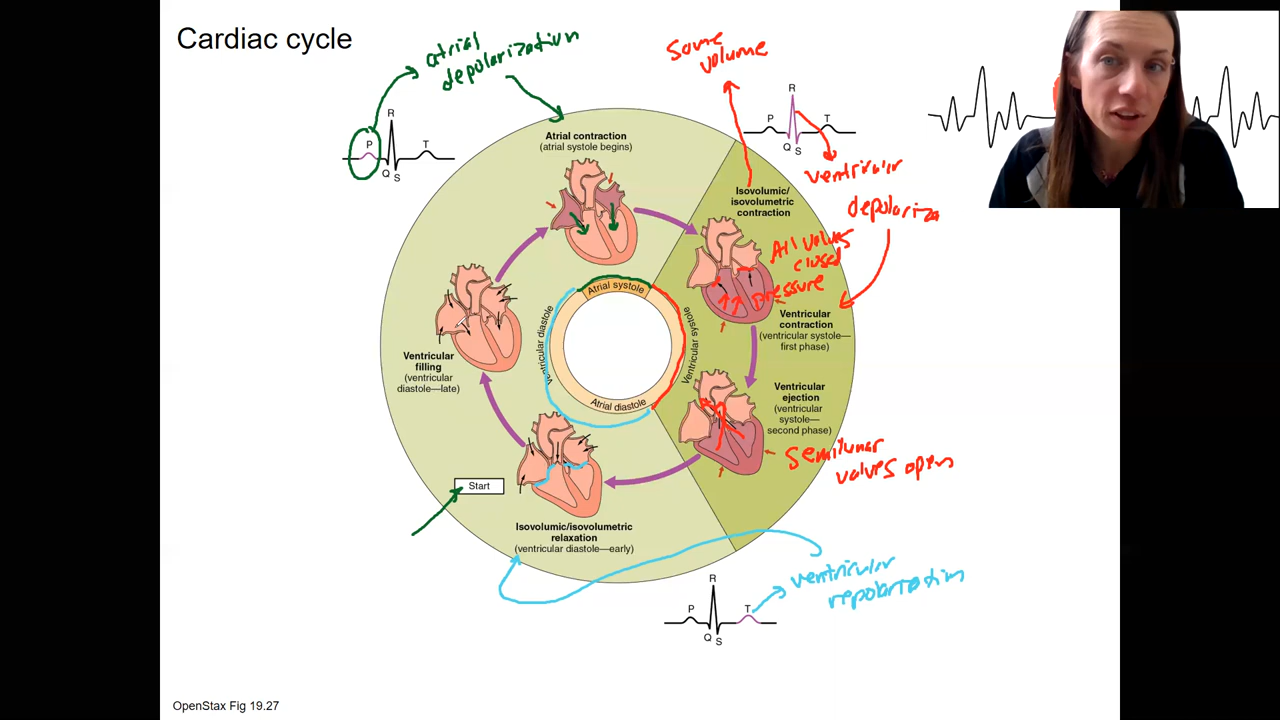 Cardiac cycle
atrial
depolarization
Some
volume
R
P
T
Q
S
R
P
T
Q
S
ventricular
depolariza
Atrial contraction
(atrial systole begins)
Isovolumic/
isovolumetric
contraction
All valves
closed
pressure
Ventricular
contraction
(ventricular systole—
first phase)
Atrial systole
Ventricular diastole
Ventricular systole
Atrial diastole
Ventricular
filling
(ventricular
diastole—late)
Ventricular
ejection
(ventricular
systole—
second phase)
Semilunar
valves open
Start
Isovolumic/isovolumetric
relaxation
(ventricular diastole—early)
ventricular
repolarization
R
P
T
Q
S
OpenStax Fig 19.27